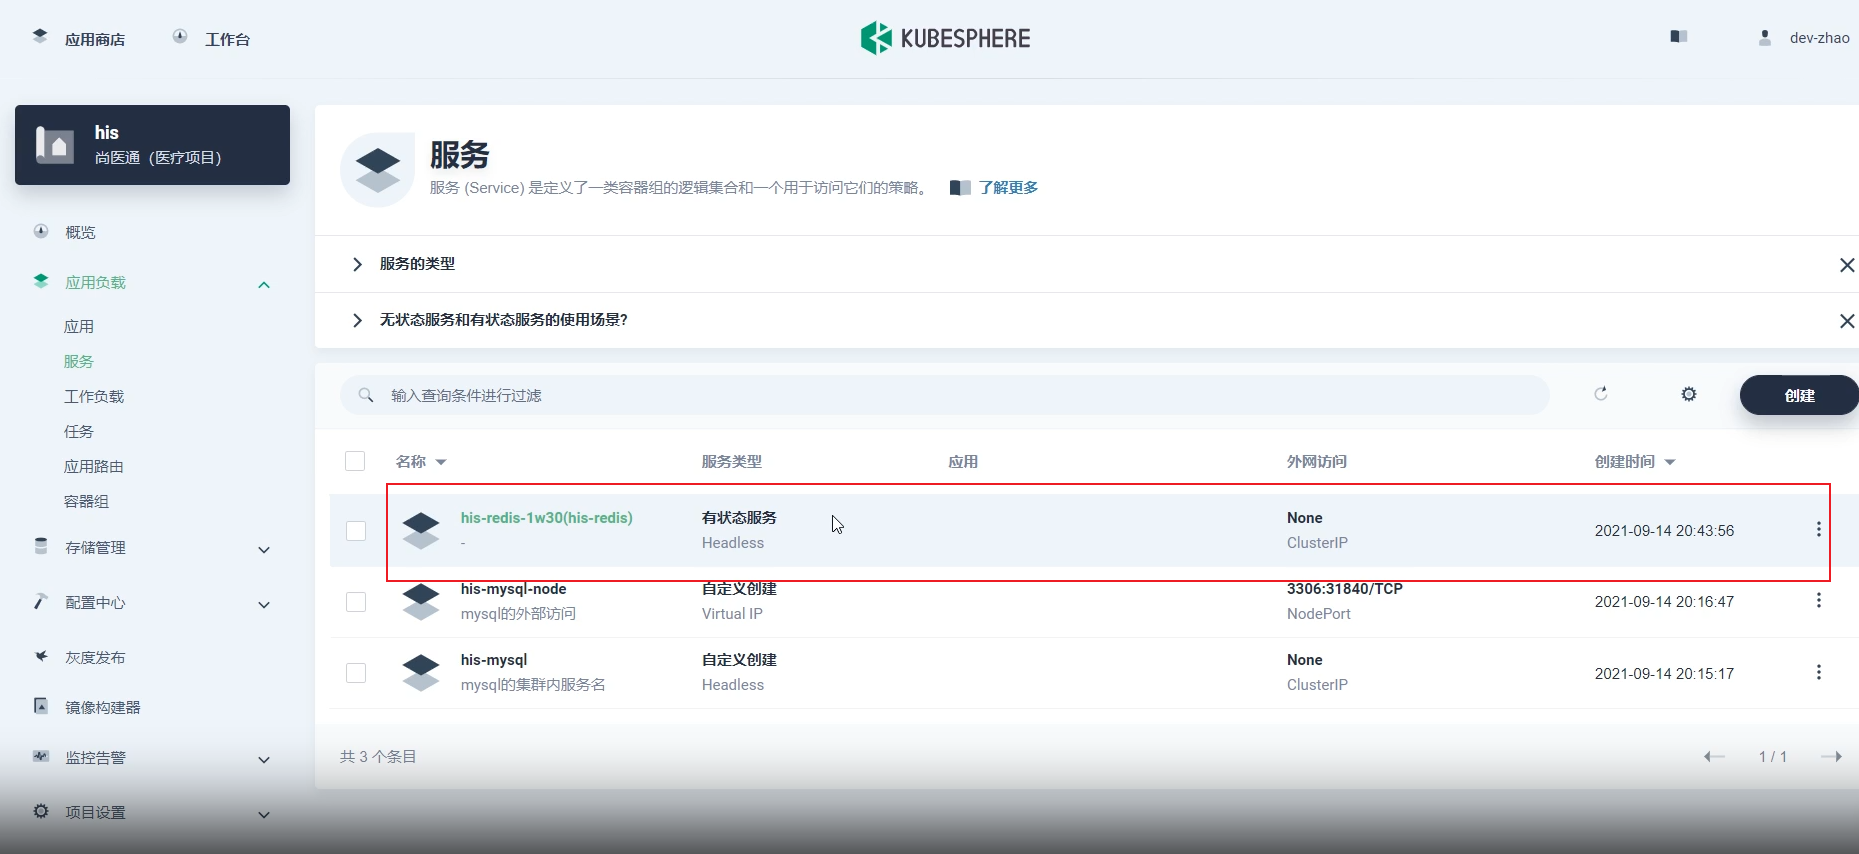 应用商店
工作台
KUBESPHERE
dev-zhao
his
尚医通（医疗项目）
概览
应用负载
应用
服务
工作负载
任务
应用路由
容器组
存储管理
配置中心
灰度发布
镜像构建器
监控告警
项目设置
服务
服务 (Service) 是定义了一类容器组的逻辑集合和一个用于访问它们的策略。 了解更多
服务的类型
无状态服务和有状态服务的使用场景?
输入查询条件进行过滤
创建
名称 服务类型 应用 外网访问 创建时间
his-redis-1w30(his-redis) 有状态服务 None 2021-09-14 20:43:56
- Headless ClusterIP
his-mysql-node 自定义创建 3306:31840/TCP 2021-09-14 20:16:47
mysql的外部访问 Virtual IP NodePort
his-mysql 自定义创建 None 2021-09-14 20:15:17
mysql的集群内服务名 Headless ClusterIP
共 3 个条目
1 / 1